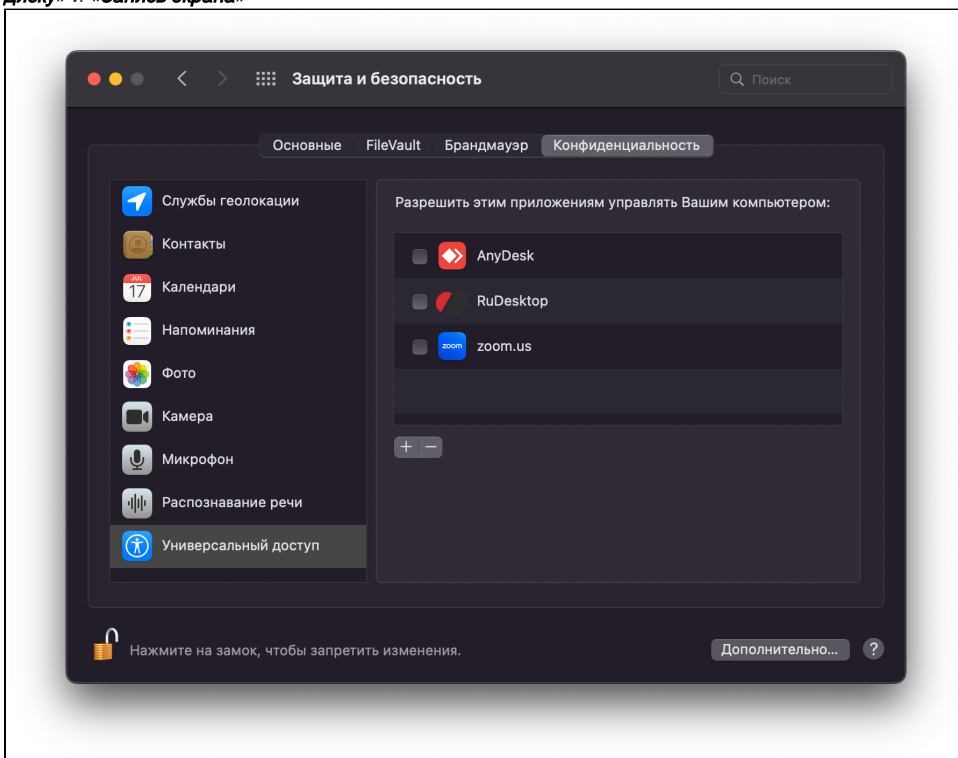 диску» и «Запись экрана»
Защита и безопасность
Поиск
Основные FileVault Брандмауэр Конфиденциальность
Службы геолокации
Контакты
JUL
17
Календари
Напоминания
Фото
Камера
Микрофон
Распознавание речи
Универсальный доступ
Разрешить этим приложениям управлять Вашим компьютером:
AnyDesk
RuDesktop
zoom
zoom.us
+ −
Нажмите на замок, чтобы запретить изменения.
Дополнительно...
?